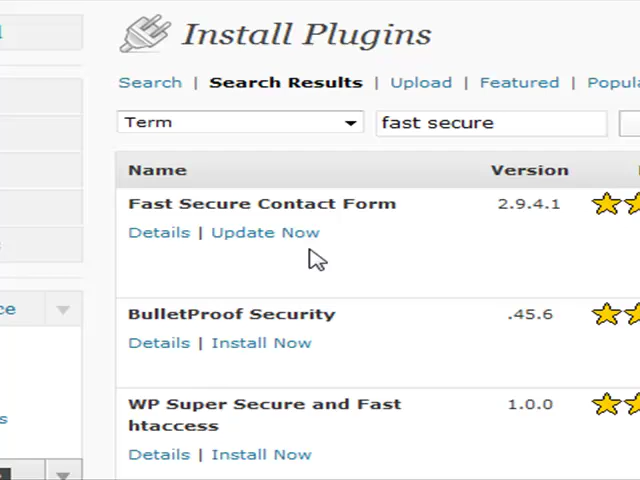 Install Plugins
Search | Search Results | Upload | Featured |
Term
fast secure
Name Version
Fast Secure Contact Form 2.9.4.1
Details | Update Now
BulletProof Security .45.6
Details | Install Now
WP Super Secure and Fast 1.0.0
htaccess
Details | Install Now